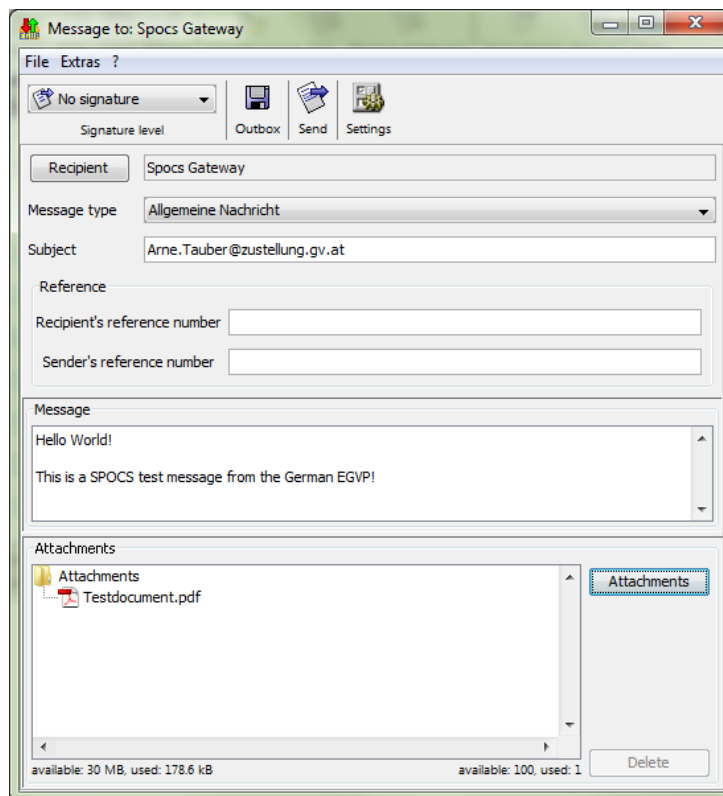 EGVP
Message to: Spocs Gateway
File Extras ?
No signature
Signature level
Outbox
Send
Settings
Recipient
Spocs Gateway
Message type
Allgemeine Nachricht
Subject
Arne.Tauber@zustellung.gv.at
Reference
Recipient's reference number
Sender's reference number
Message
Hello World!
This is a SPOCS test message from the German EGVP!
Attachments
Attachments
Testdocument.pdf
Attachments
available: 30 MB, used: 178.6 kB
available: 100, used: 1
Delete